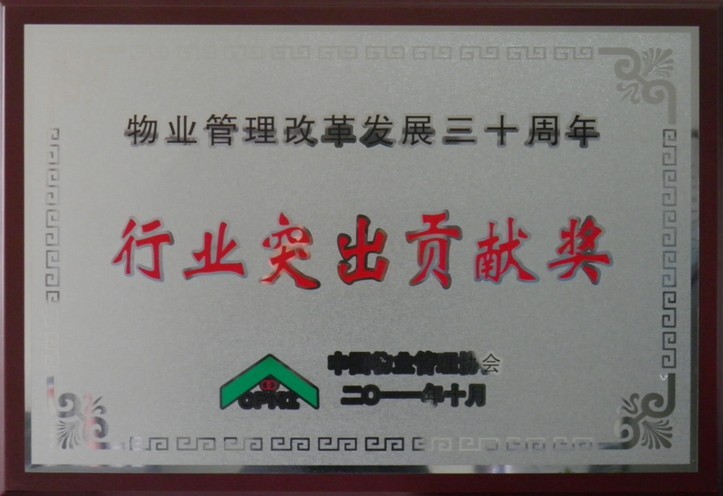 物业管理改革发展三十周年
行业突出贡献奖
中国物业管理协会
二〇一一年十月